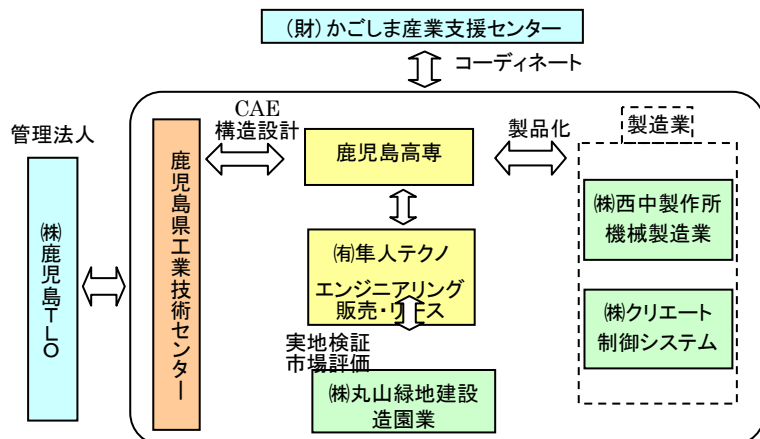 （財）かごしま産業支援センター
コーディネート
管理法人
㈱鹿児島TLO
鹿児島県工業技術センター
CAE
構造設計
鹿児島高専
製品化
製造業
㈱西中製作所
機械製造業
㈲隼人テクノ
エンジニアリング
販売・リース
㈱クリエート
制御システム
実地検証
市場評価
㈱丸山緑地建設
造園業